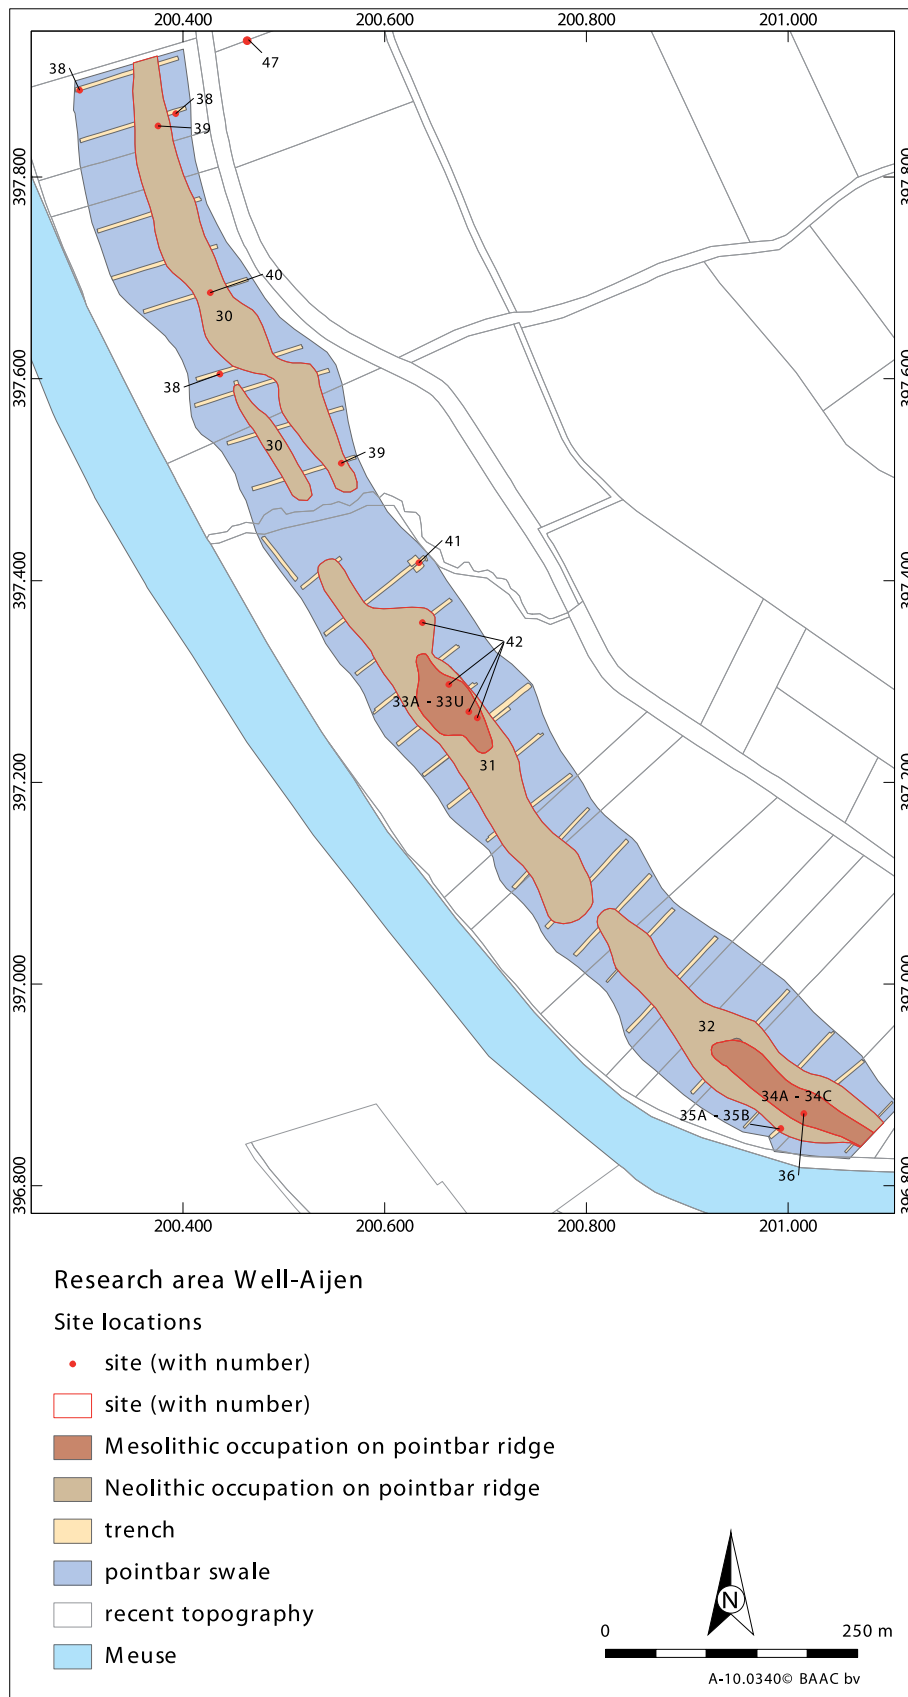 200.400 200.600 200.800 201.000
47
38
38
39
397.800 397.800
40
30
38
397.600 397.600
30
39
41
397.400 397.400
42
33A - 33U
31
397.200 397.200
397.000 397.000
32
34A - 34C
35A - 35B
36
396.800 396.800
200.400 200.600 200.800 201.000
Research area Well-Aijen
Site locations
site (with number)
site (with number)
Mesolithic occupation on pointbar ridge
Neolithic occupation on pointbar ridge
trench
pointbar swale
recent topography
Meuse
N
0 250 m
A-10.0340© BAAC bv